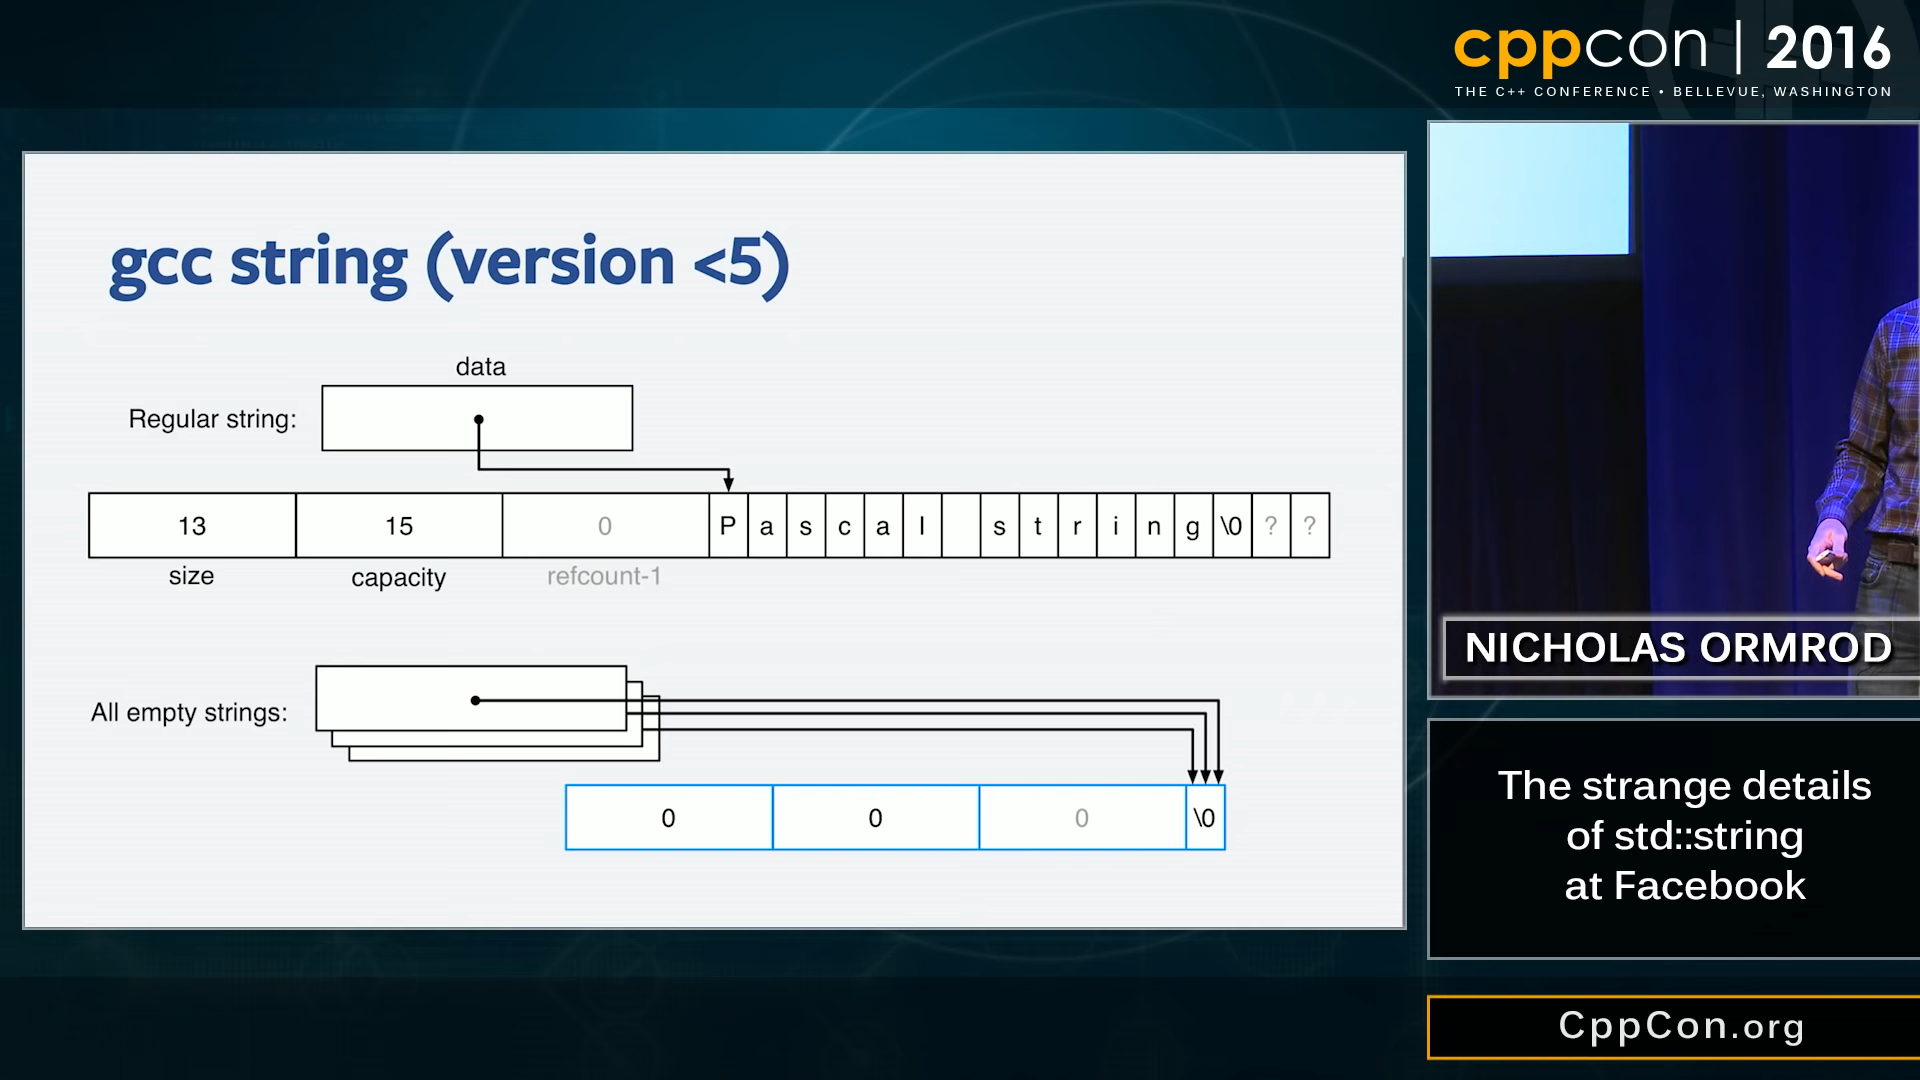 cppcon | 2016
THE C++ CONFERENCE • BELLEVUE, WASHINGTON
gcc string (version <5)
data
Regular string:
13 15 0 P a s c a l s t r i n g \0 ? ?
size capacity refcount-1
All empty strings:
0 0 0 \0
NICHOLAS ORMROD
The strange details
of std::string
at Facebook
CppCon.org